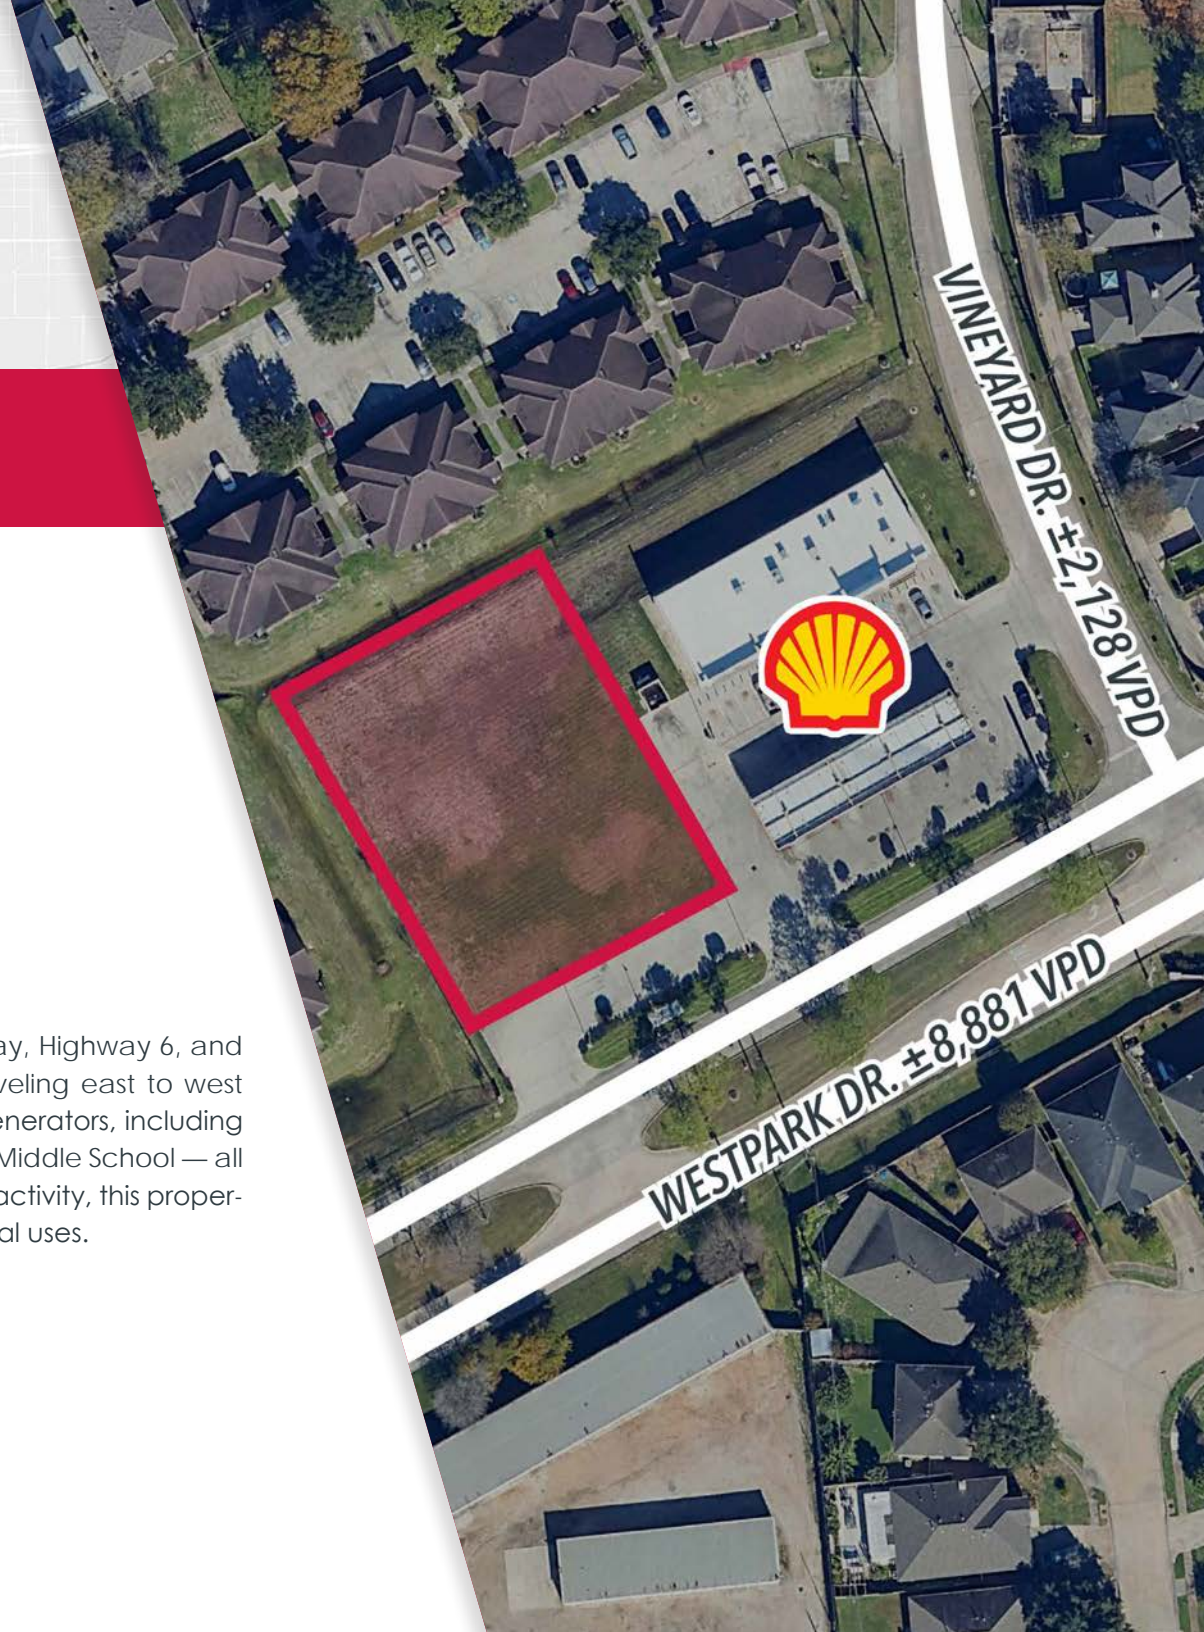 VINEYARD DR. ±2,128 VPD
WESTPARK DR. ±8,881 VPD
ay, Highway 6, and
veling east to west
enerators, including
Middle School — all
activity, this proper-
al uses.